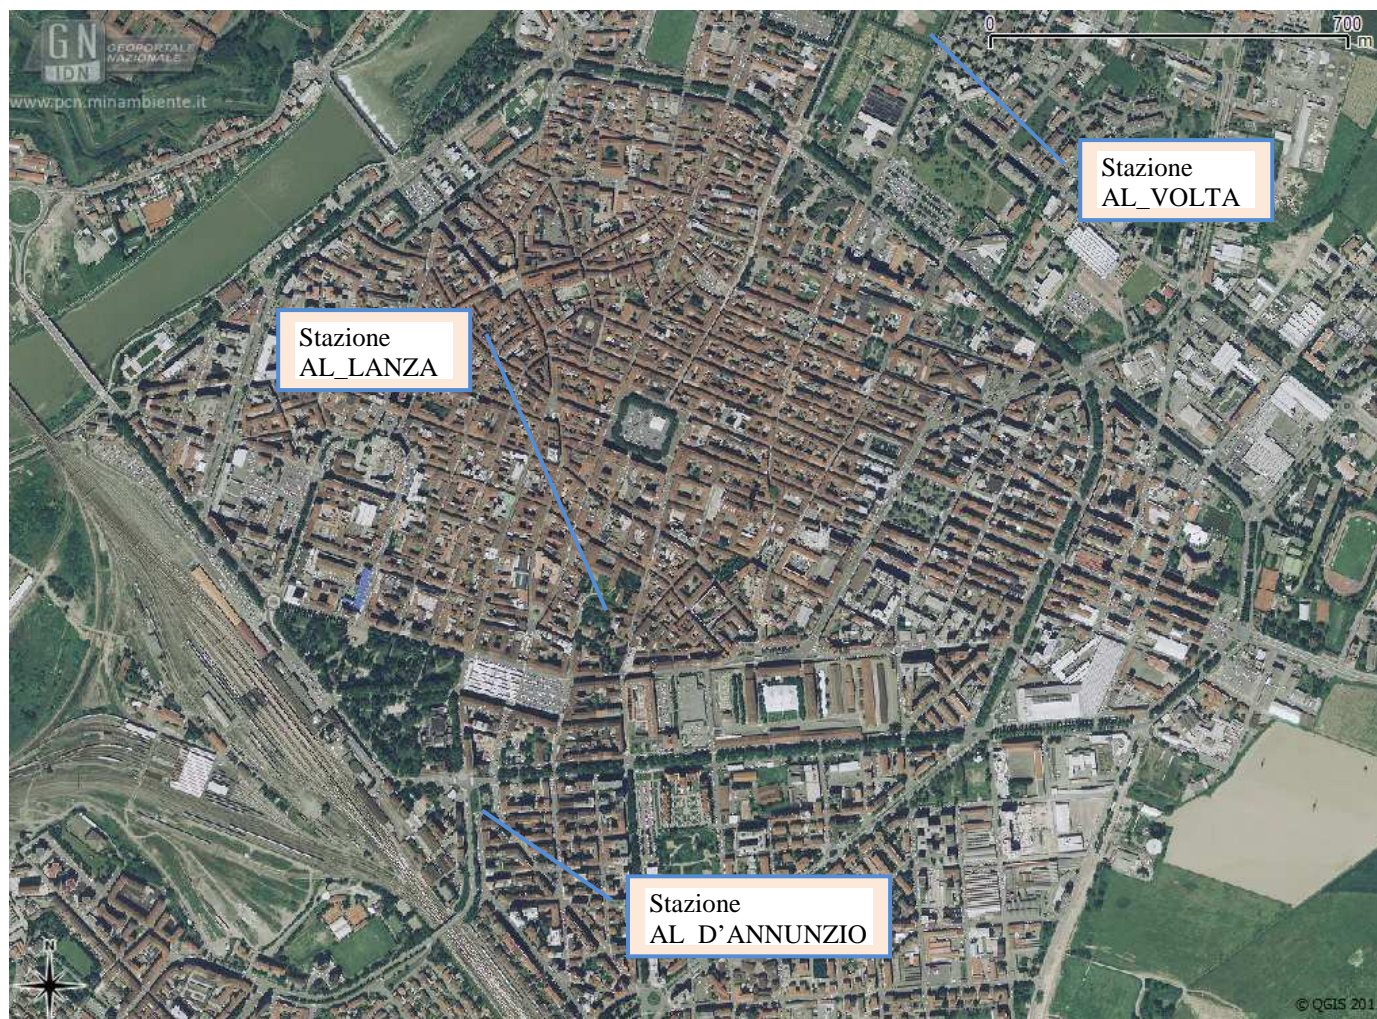 GN
IDN
GEOPORTALE
NAZIONALE
www.pcn.minambiente.it
0 700
m
Stazione
AL_VOLTA
Stazione
AL_LANZA
Stazione
AL D'ANNUNZIO
N
© QGIS 201